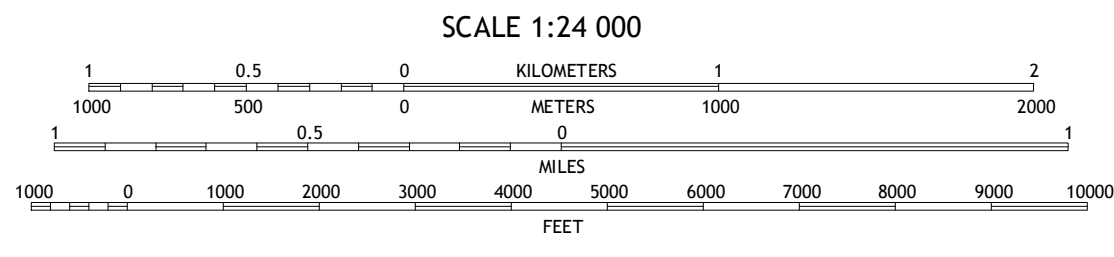 SCALE 1:24 000
1 0.5 0 KILOMETERS 1 2
1000 500 0 METERS 1000 2000
1 0.5 0 1
MILES
1000 0 1000 2000 3000 4000 5000 6000 7000 8000 9000 10000
FEET